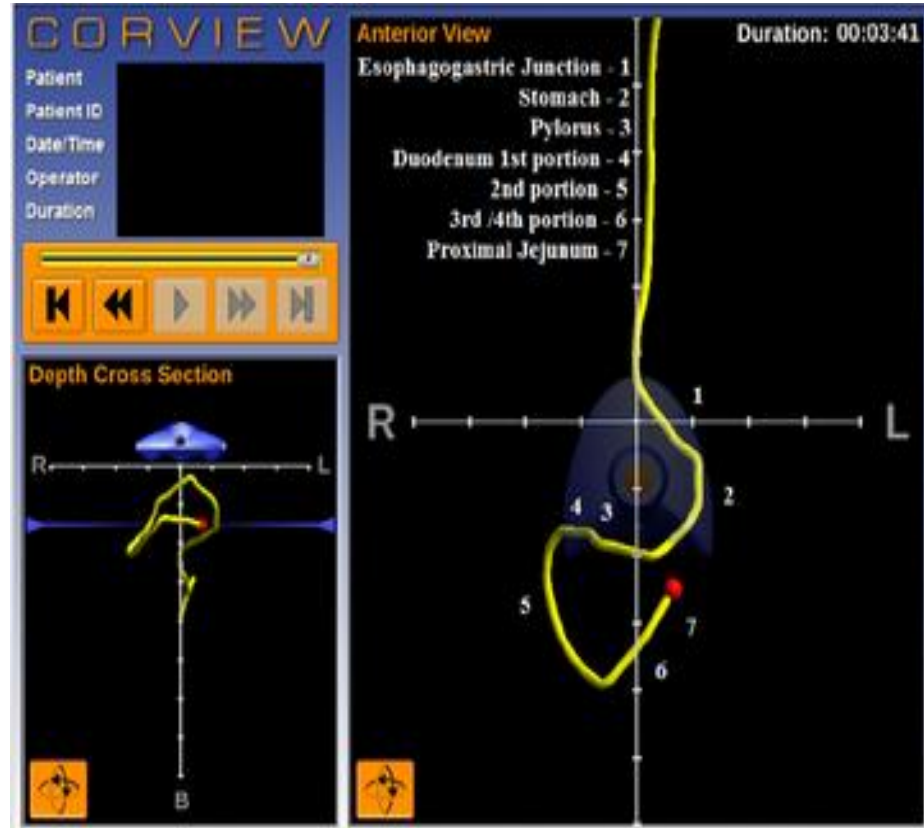 CORVIEW
Patient
Patient ID
Date/Time
Operator
Duration
Depth Cross Section
R
L
B
Anterior View
Duration: 00:03:41
Esophagogastric Junction - 1
Stomach - 2
Pylorus - 3
Duodenum 1st portion - 4
2nd portion - 5
3rd /4th portion - 6
Proximal Jejunum - 7
R
L
1
2
4
3
5
7
6